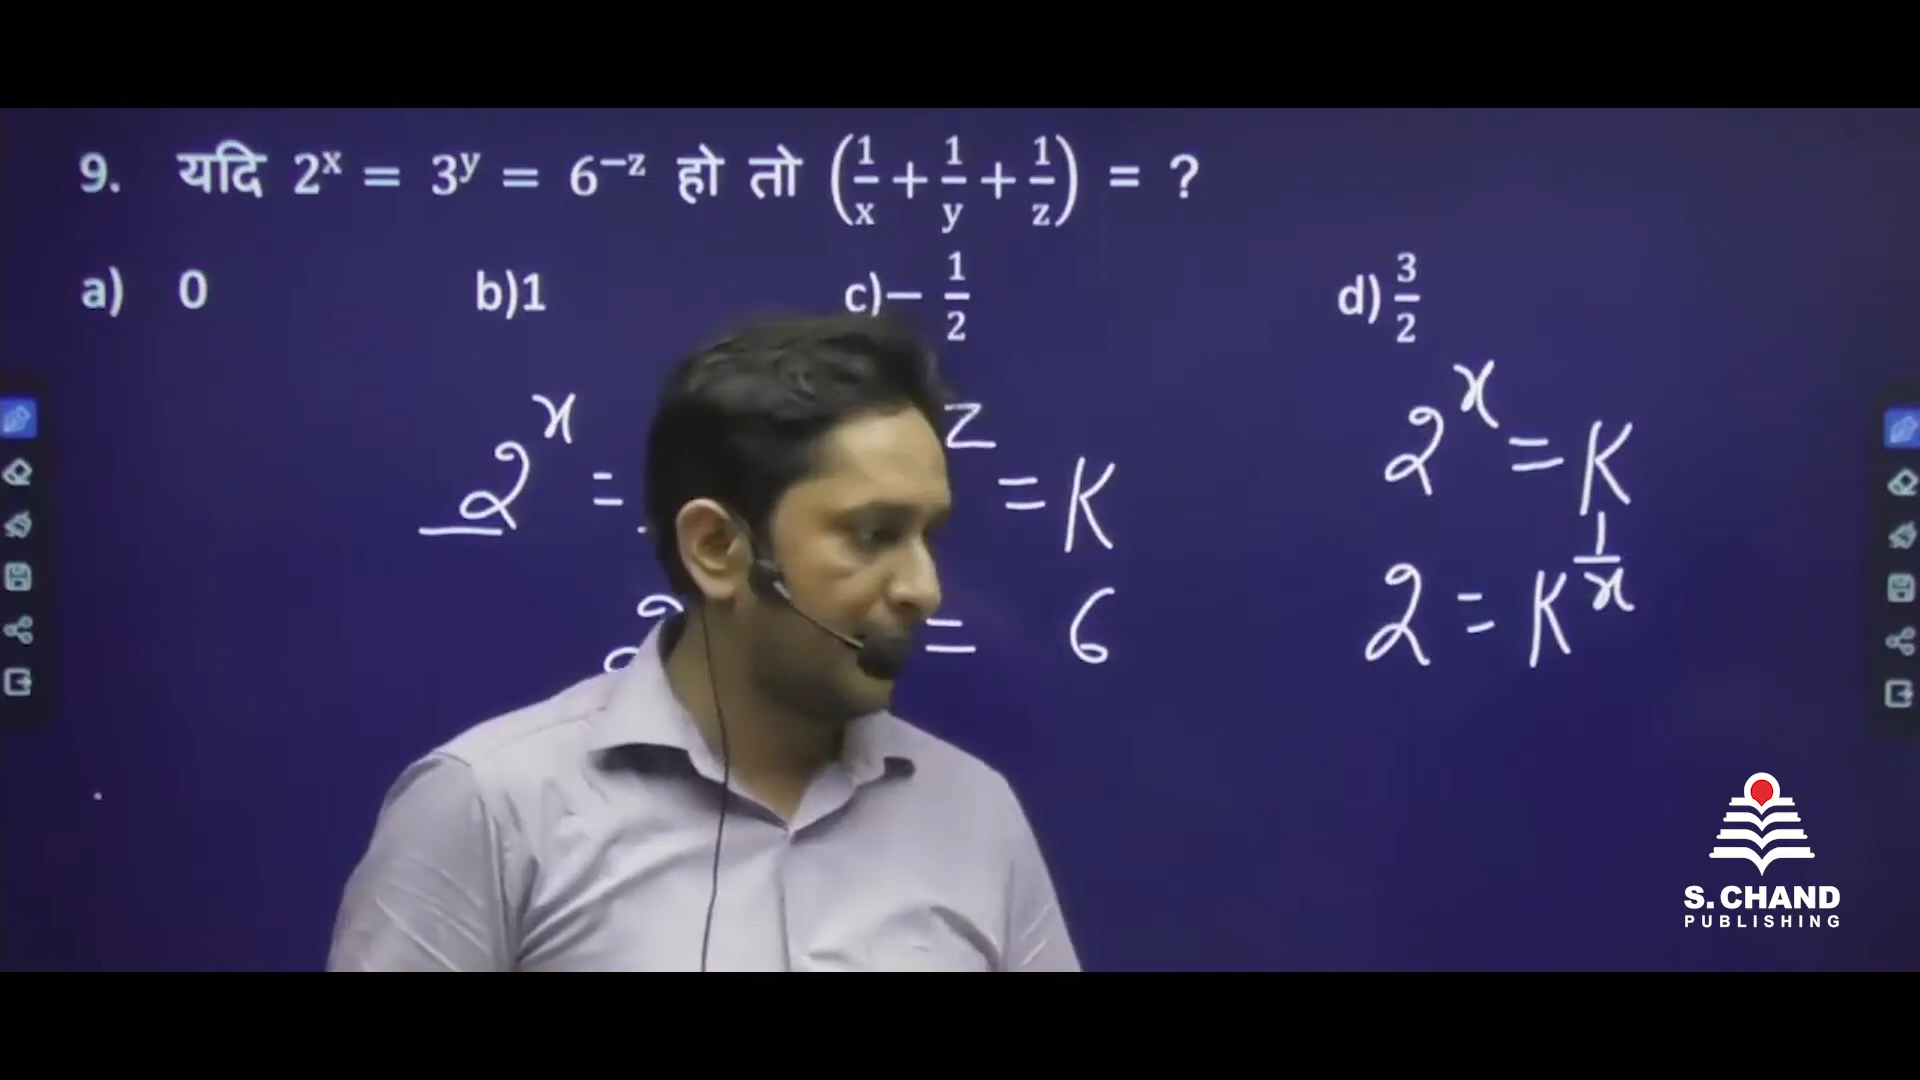 9. यदि 2ˣ = 3ʸ = 6⁻ᶻ हो तो (1/x + 1/y + 1/z) = ?
a) 0 b)1 c)− 1/2 d) 3/2
2ˣ = z = K
2ˣ = K
= 6
2 = K^(1/x)
S. CHAND
PUBLISHING